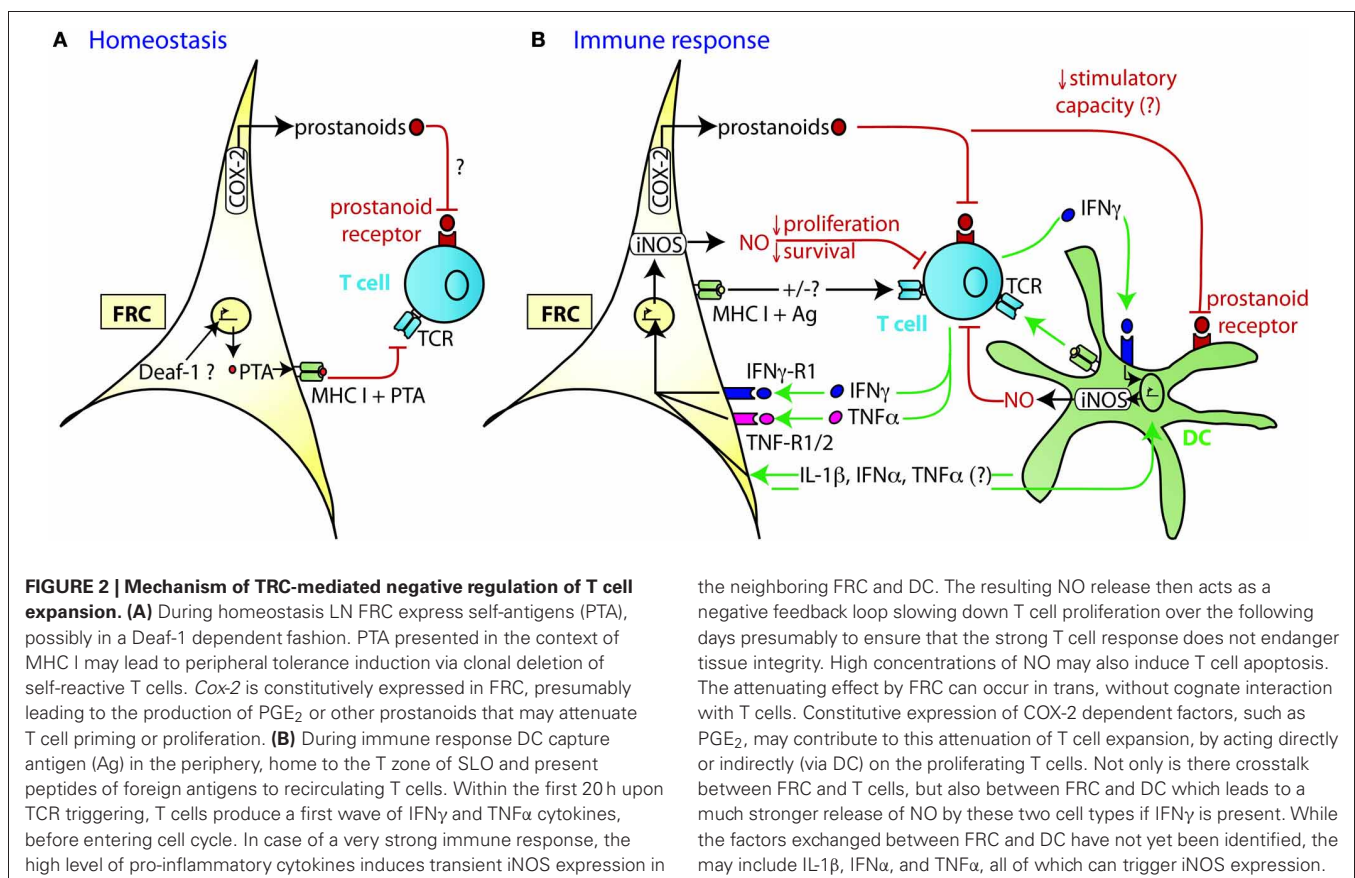 A Homeostasis
prostanoids
?
COX-2
prostanoid
receptor
T cell
FRC
TCR
Deaf-1 ?
PTA
MHC I + PTA
B Immune response
↓stimulatory
capacity (?)
prostanoids
COX-2
IFNγ
iNOS
NO
↓proliferation
↓survival
+/-?
MHC I + Ag
TCR
T cell
prostanoid
receptor
FRC
IFNγ-R1
IFNγ
TNFα
TNF-R1/2
NO
iNOS
DC
IL-1β, IFNα, TNFα (?)
FIGURE 2 | Mechanism of TRC-mediated negative regulation of T cell
expansion. (A) During homeostasis LN FRC express self-antigens (PTA),
possibly in a Deaf-1 dependent fashion. PTA presented in the context of
MHC I may lead to peripheral tolerance induction via clonal deletion of
self-reactive T cells. Cox-2 is constitutively expressed in FRC, presumably
leading to the production of PGE2 or other prostanoids that may attenuate
T cell priming or proliferation. (B) During immune response DC capture
antigen (Ag) in the periphery, home to the T zone of SLO and present
peptides of foreign antigens to recirculating T cells. Within the first 20 h upon
TCR triggering, T cells produce a first wave of IFNγ and TNFα cytokines,
before entering cell cycle. In case of a very strong immune response, the
high level of pro-inflammatory cytokines induces transient iNOS expression in
the neighboring FRC and DC. The resulting NO release then acts as a
negative feedback loop slowing down T cell proliferation over the following
days presumably to ensure that the strong T cell response does not endanger
tissue integrity. High concentrations of NO may also induce T cell apoptosis.
The attenuating effect by FRC can occur in trans, without cognate interaction
with T cells. Constitutive expression of COX-2 dependent factors, such as
PGE2, may contribute to this attenuation of T cell expansion, by acting directly
or indirectly (via DC) on the proliferating T cells. Not only is there crosstalk
between FRC and T cells, but also between FRC and DC which leads to a
much stronger release of NO by these two cell types if IFNγ is present. While
the factors exchanged between FRC and DC have not yet been identified, the
may include IL-1β, IFNα, and TNFα, all of which can trigger iNOS expression.